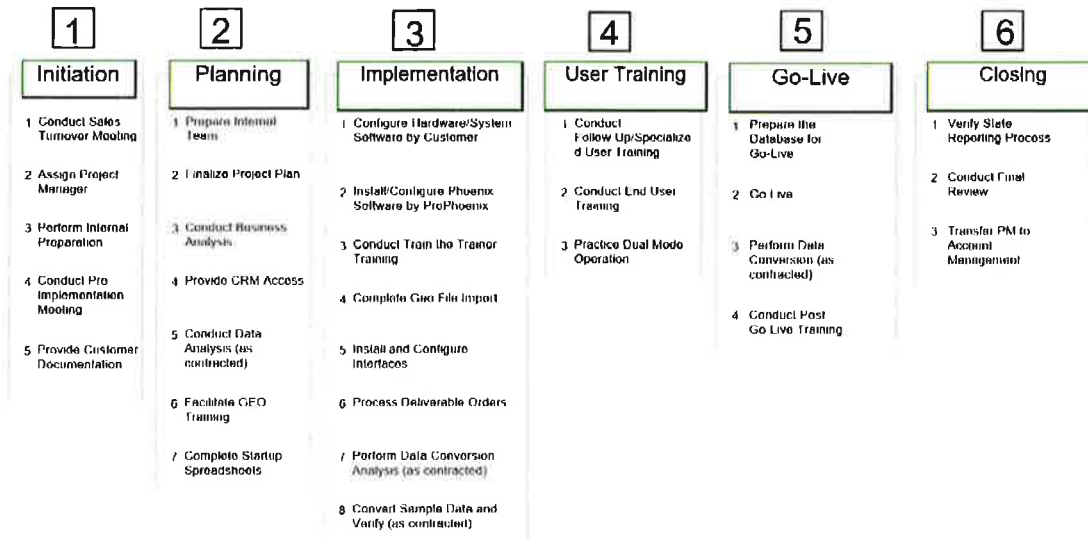 1
Initiation
1 Conduct Sales
Turnover Meeting
2 Assign Project
Manager
3 Perform Internal
Preparation
4 Conduct Pre
Implementation
Meeting
5 Provide Customer
Documentation
2
Planning
1 Prepare Internal
Team
2 Finalize Project Plan
3 Conduct Business
Analysis
4 Provide CRM Access
5 Conduct Data
Analysis (as
contracted)
6 Facilitate GEO
Training
7 Complete Startup
Spreadsheets
3
Implementation
1 Configure Hardware/System
Software by Customer
2 Install/Configure Phoenix
Software by ProPhoenix
3 Conduct Train the Trainer
Training
4 Complete Geo File Import
5 Install and Configure
Interfaces
6 Process Deliverable Orders
7 Perform Data Conversion
Analysis (as contracted)
8 Convert Sample Data and
Verify (as contracted)
4
User Training
1 Conduct
Follow Up/Specialize
d User Training
2 Conduct End User
Training
3 Practice Dual Mode
Operation
5
Go-Live
1 Prepare the
Database for
Go-Live
2 Go Live
3 Perform Data
Conversion (as
contracted)
4 Conduct Post
Go Live Training
6
Closing
1 Verify State
Reporting Process
2 Conduct Final
Review
3 Transfer PM to
Account
Management